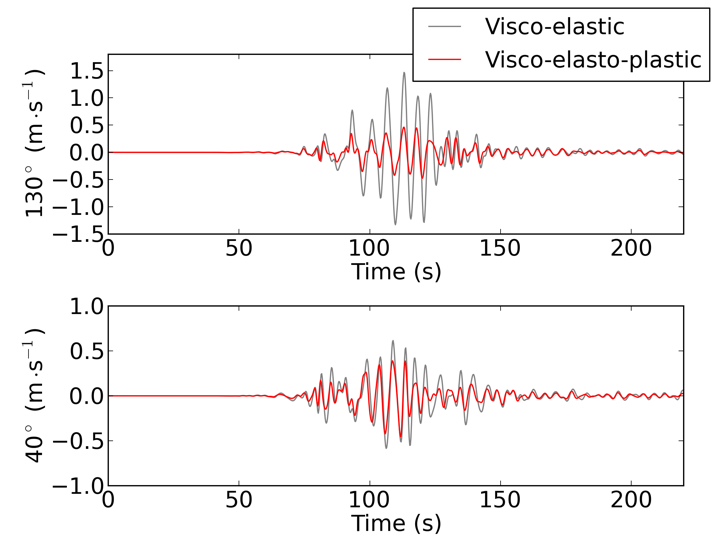 Visco-elastic
Visco-elasto-plastic
130° (m·s⁻¹)
1.5
1.0
0.5
0.0
−0.5
−1.0
−1.5
0 50 100 150 200
Time (s)
40° (m·s⁻¹)
1.0
0.5
0.0
−0.5
−1.0
0 50 100 150 200
Time (s)